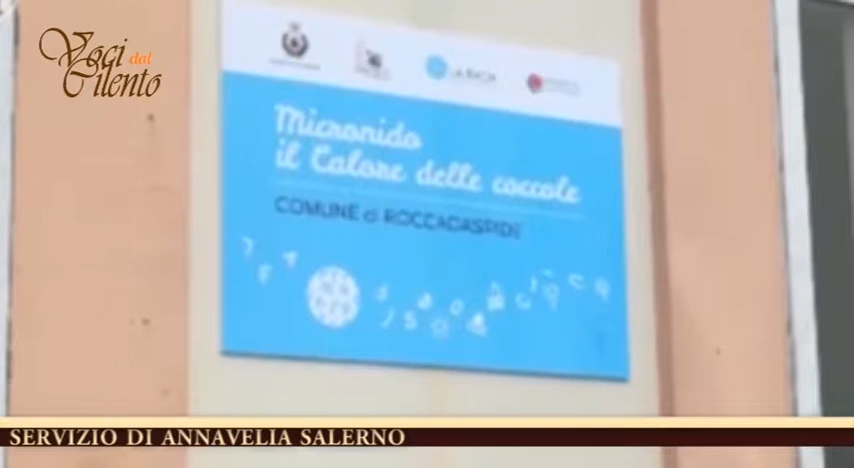 Voci dal
Cilento
Micronido
il Calore delle coccole
COMUNE di ROCCADASPIDE
SERVIZIO DI ANNAVELIA SALERNO